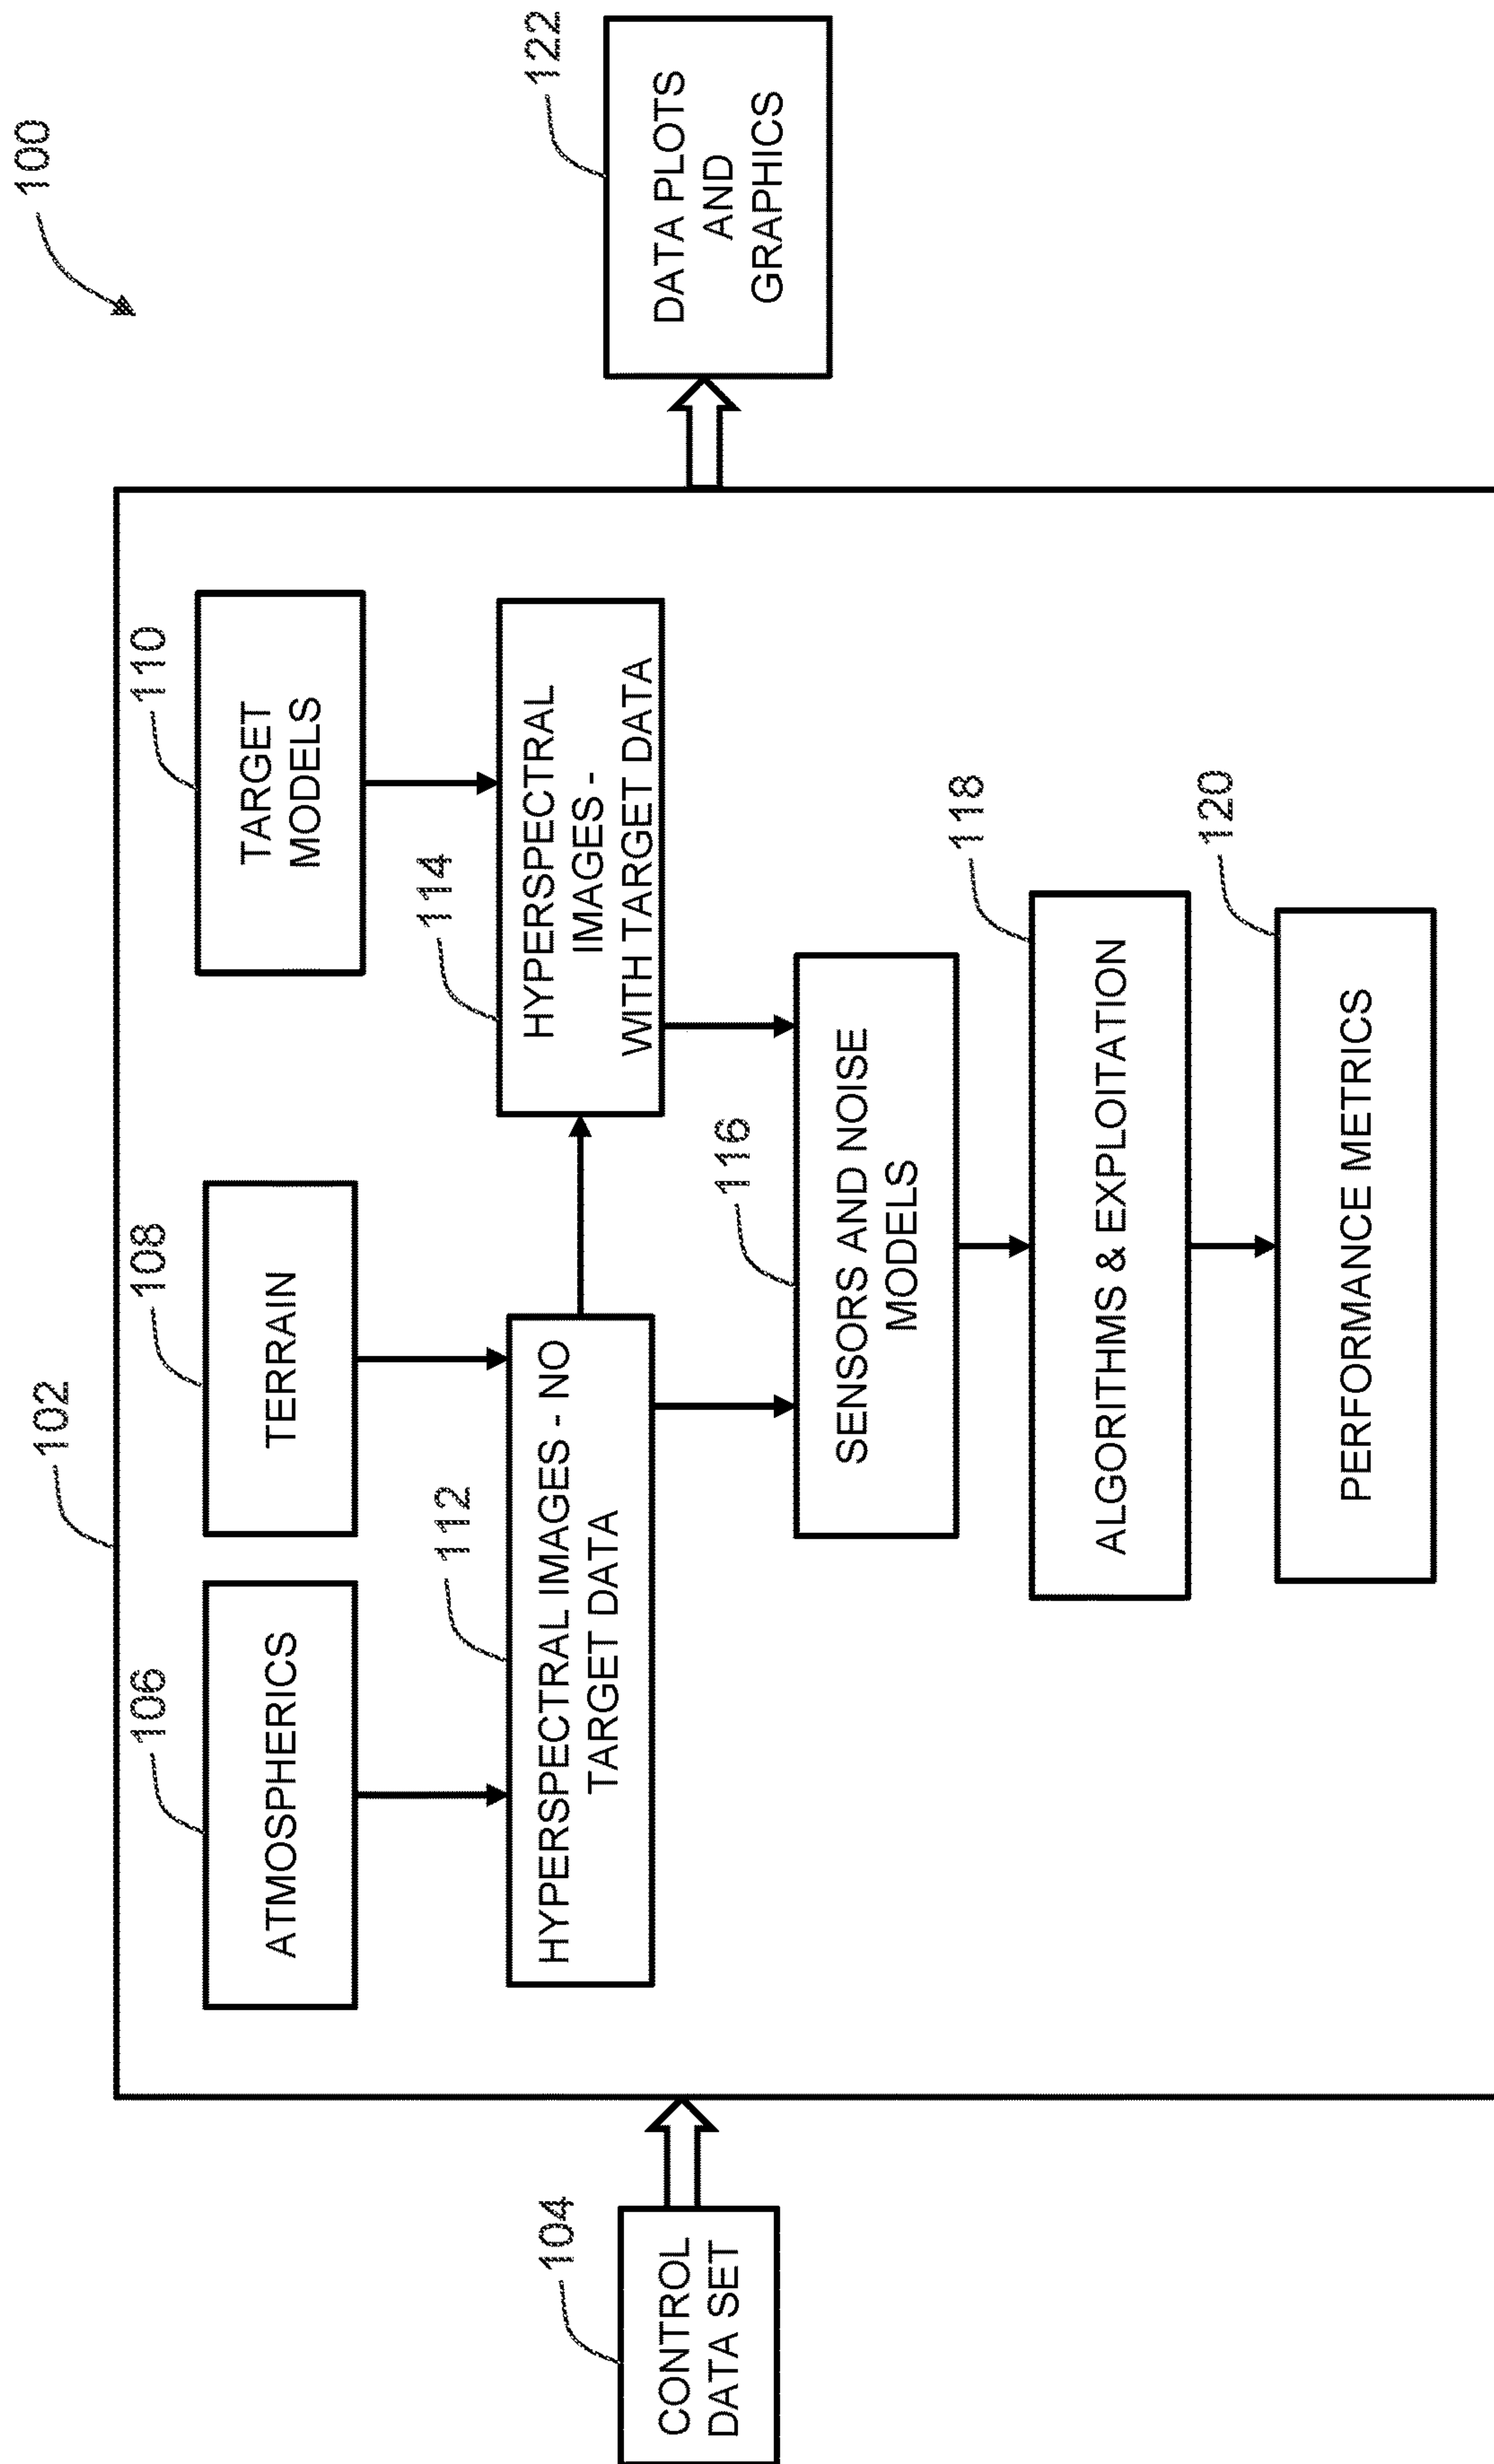 100
102
106
ATMOSPHERICS
108
TERRAIN
110
TARGET
MODELS
112
HYPERSPECTRAL IMAGES - NO
TARGET DATA
114
HYPERSPECTRAL
IMAGES -
WITH TARGET DATA
104
CONTROL
DATA SET
122
DATA PLOTS
AND
GRAPHICS
116
SENSORS AND NOISE
MODELS
118
ALGORITHMS & EXPLOITATION
120
PERFORMANCE METRICS